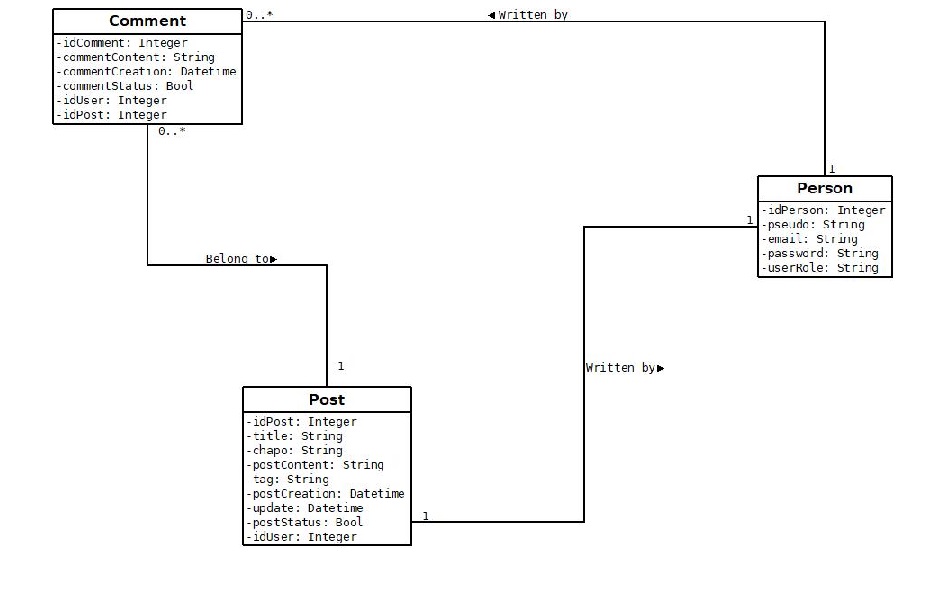 Comment
-idComment: Integer
-commentContent: String
-commentCreation: Datetime
-commentStatus: Bool
-idUser: Integer
-idPost: Integer
0..*
◀ Written by
0..*
1
Person
-idPerson: Integer
-pseudo: String
-email: String
-password: String
-userRole: String
1
Belong to▶
1
Written by▶
Post
-idPost: Integer
-title: String
-chapo: String
-postContent: String
-tag: String
-postCreation: Datetime
-update: Datetime
-postStatus: Bool
-idUser: Integer
1